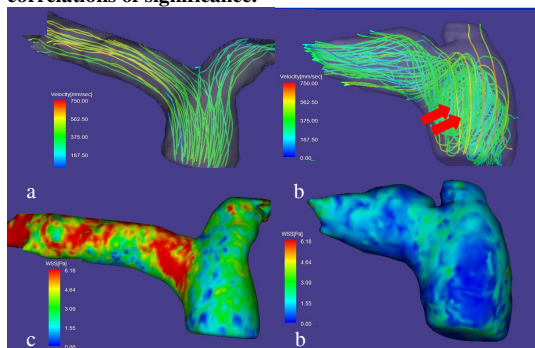 correlations of significance.
Velocity[mm/sec]
750.00
562.50
375.00
187.50
a
Velocity[mm/sec]
750.00
562.50
375.00
187.50
0.00
b
WSS[Pa]
6.18
4.64
3.09
1.55
0.00
c
WSS[Pa]
6.18
4.64
3.09
1.55
0.00
b